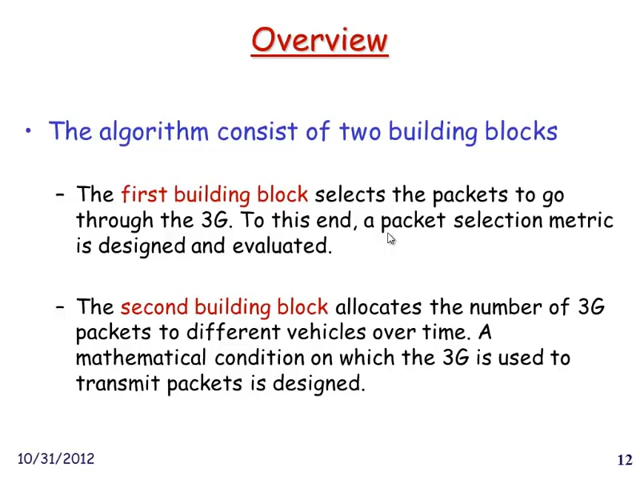 Overview
• The algorithm consist of two building blocks
– The first building block selects the packets to go
through the 3G. To this end, a packet selection metric
is designed and evaluated.
– The second building block allocates the number of 3G
packets to different vehicles over time. A
mathematical condition on which the 3G is used to
transmit packets is designed.
10/31/2012
12